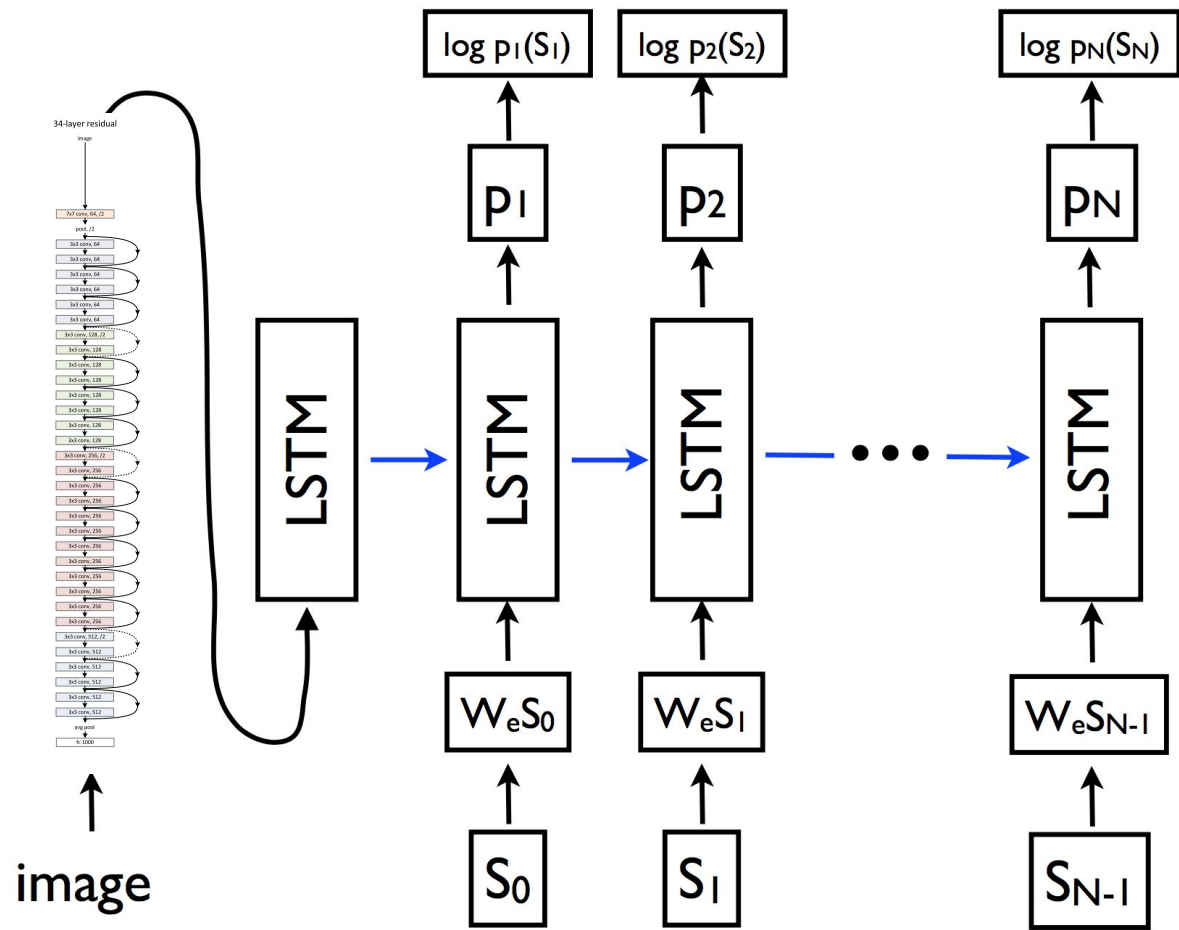 34-layer residual
image
7x7 conv, 64, /2
pool, /2
3x3 conv, 64
3x3 conv, 64
3x3 conv, 64
3x3 conv, 64
3x3 conv, 64
3x3 conv, 64
3x3 conv, 128, /2
3x3 conv, 128
3x3 conv, 128
3x3 conv, 128
3x3 conv, 128
3x3 conv, 128
3x3 conv, 128
3x3 conv, 128
3x3 conv, 256, /2
3x3 conv, 256
3x3 conv, 256
3x3 conv, 256
3x3 conv, 256
3x3 conv, 256
3x3 conv, 256
3x3 conv, 256
3x3 conv, 256
3x3 conv, 256
3x3 conv, 256
3x3 conv, 256
3x3 conv, 512, /2
3x3 conv, 512
3x3 conv, 512
3x3 conv, 512
3x3 conv, 512
3x3 conv, 512
avg pool
fc 1000
image
LSTM
log p1(S1)
p1
LSTM
WeS0
S0
log p2(S2)
p2
LSTM
WeS1
S1
•••
log pN(SN)
pN
LSTM
WeSN-1
SN-1